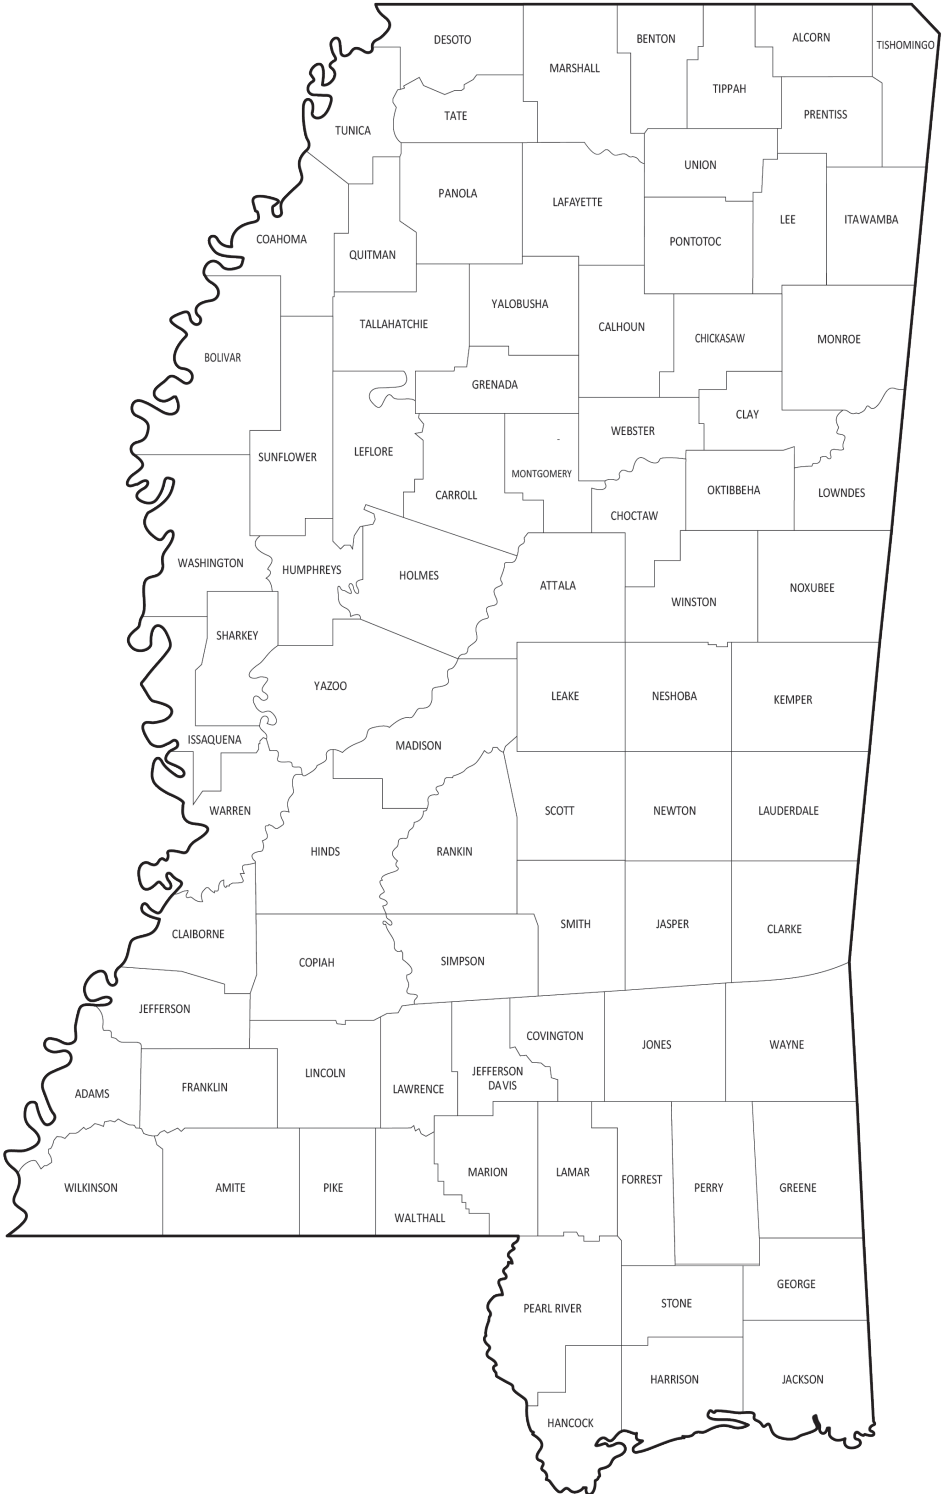 DESOTO
BENTON
ALCORN
TISHOMINGO
MARSHALL
TIPPAH
TATE
PRENTISS
TUNICA
UNION
PANOLA
LAFAYETTE
LEE
ITAWAMBA
COAHOMA
PONTOTOC
QUITMAN
YALOBUSHA
TALLAHATCHIE
CALHOUN
CHICKASAW
MONROE
BOLIVAR
GRENADA
CLAY
WEBSTER
LEFLORE
SUNFLOWER
MONTGOMERY
OKTIBBEHA
LOWNDES
CARROLL
CHOCTAW
WASHINGTON
HUMPHREYS
HOLMES
ATTALA
NOXUBEE
WINSTON
SHARKEY
YAZOO
LEAKE
NESHOBA
KEMPER
ISSAQUENA
MADISON
WARREN
SCOTT
NEWTON
LAUDERDALE
HINDS
RANKIN
SMITH
JASPER
CLARKE
CLAIBORNE
COPIAH
SIMPSON
JEFFERSON
COVINGTON
JONES
WAYNE
LINCOLN
JEFFERSON
DAVIS
FRANKLIN
LAWRENCE
ADAMS
MARION
LAMAR
FORREST
PERRY
GREENE
WILKINSON
AMITE
PIKE
WALTHALL
GEORGE
PEARL RIVER
STONE
HARRISON
JACKSON
HANCOCK